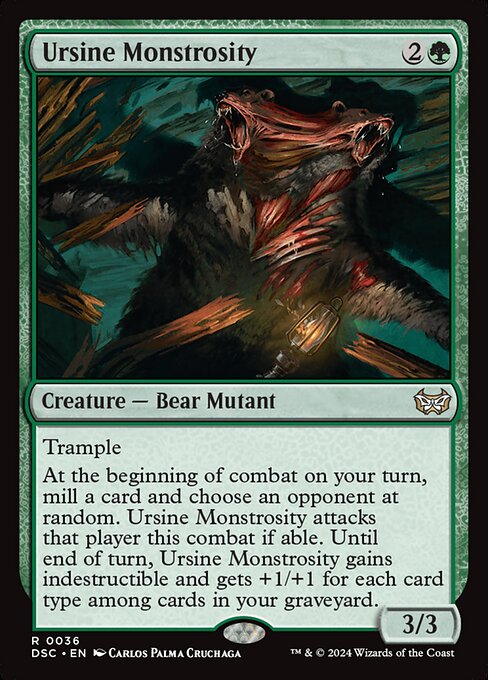 Ursine Monstrosity 2
Creature — Bear Mutant
Trample
At the beginning of combat on your turn,
mill a card and choose an opponent at
random. Ursine Monstrosity attacks
that player this combat if able. Until
end of turn, Ursine Monstrosity gains
indestructible and gets +1/+1 for each card
type among cards in your graveyard.
3/3
R 0036
DSC • EN Carlos Palma Cruchaga
™ & © 2024 Wizards of the Coast